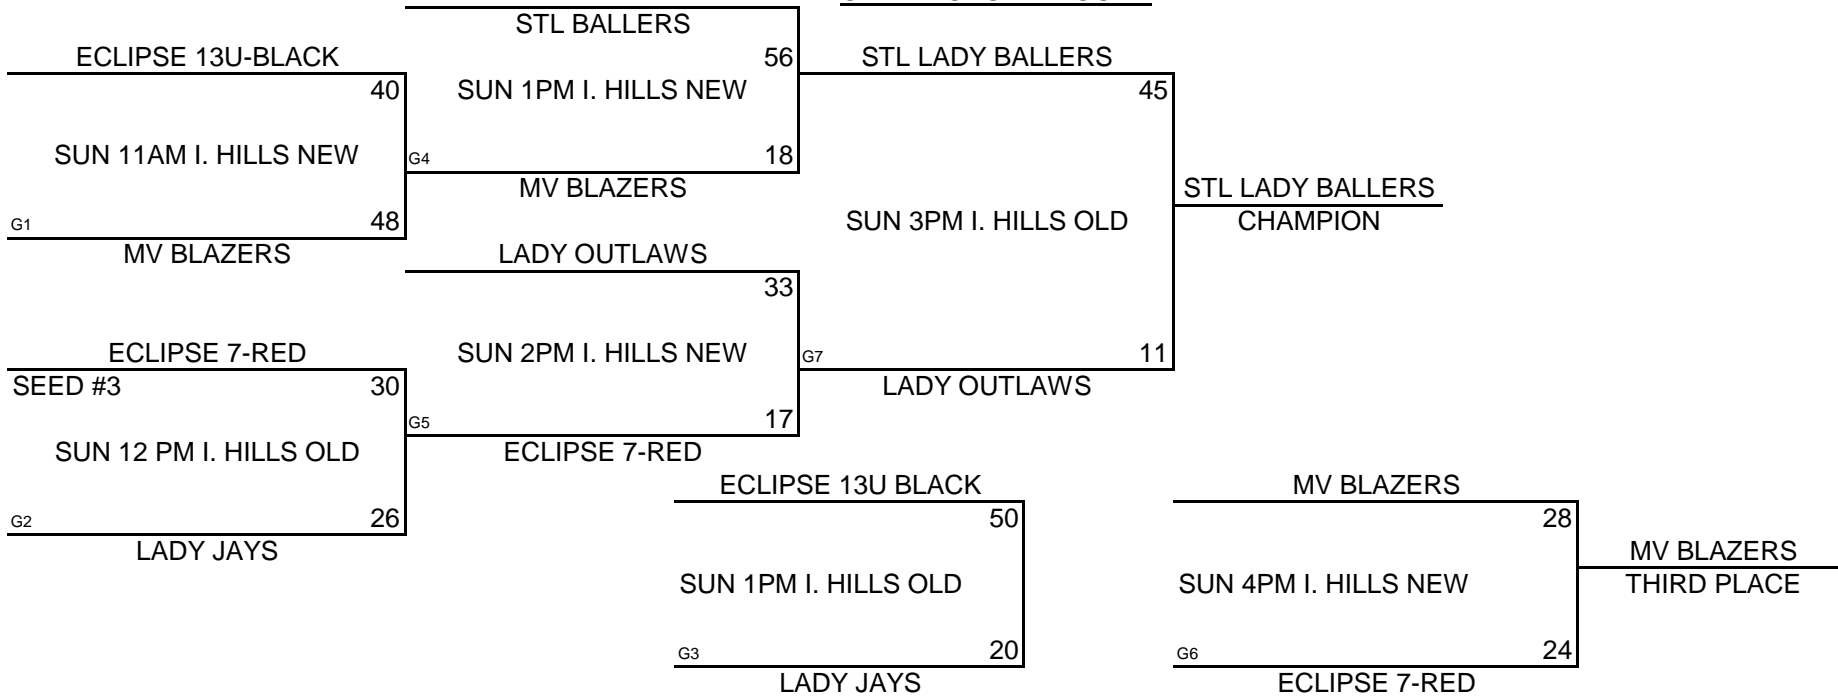 STL BALLERS
ECLIPSE 13U-BLACK
56
STL LADY BALLERS
40
SUN 1PM I. HILLS NEW
45
SUN 11AM I. HILLS NEW
G4
18
MV BLAZERS
STL LADY BALLERS
G1
48
SUN 3PM I. HILLS OLD
CHAMPION
MV BLAZERS
LADY OUTLAWS
33
ECLIPSE 7-RED
SUN 2PM I. HILLS NEW
G7
11
SEED #3
30
LADY OUTLAWS
G5
17
SUN 12 PM I. HILLS OLD
ECLIPSE 7-RED
ECLIPSE 13U BLACK
MV BLAZERS
G2
26
50
28
LADY JAYS
MV BLAZERS
SUN 1PM I. HILLS OLD
SUN 4PM I. HILLS NEW
THIRD PLACE
G3
20
G6
24
LADY JAYS
ECLIPSE 7-RED